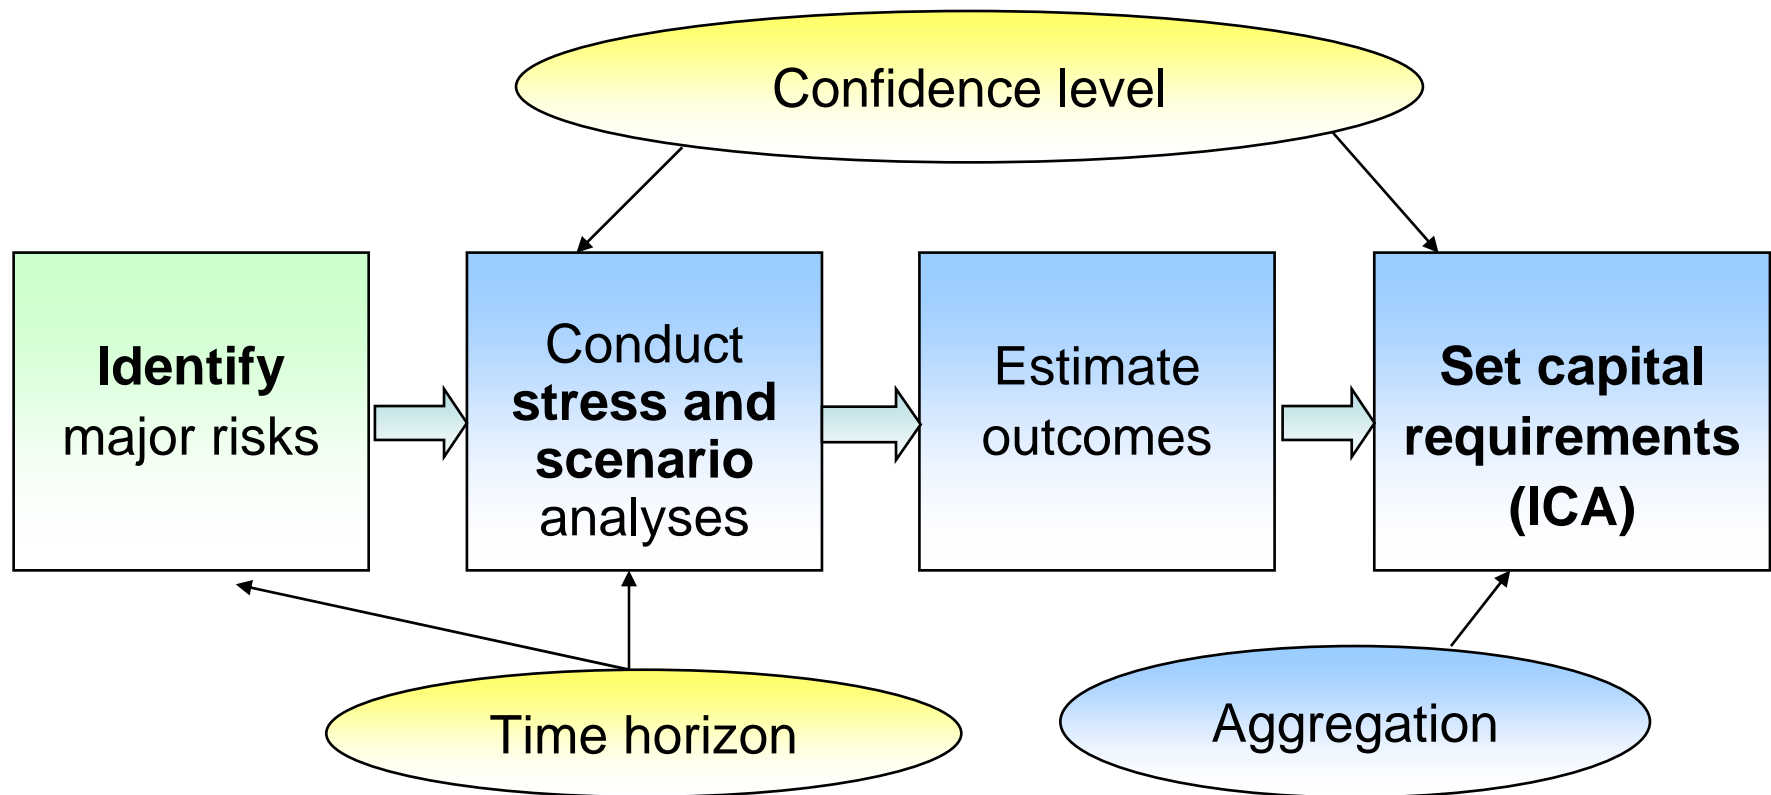 Confidence level
Identify
major risks
Conduct
stress and
scenario
analyses
Estimate
outcomes
Set capital
requirements
(ICA)
Time horizon
Aggregation